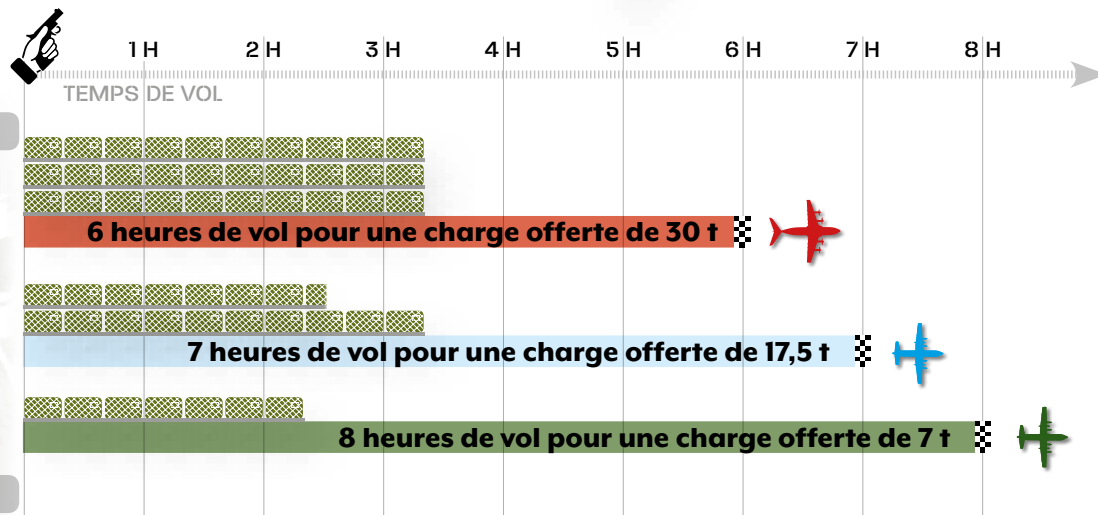 1 H 2 H 3 H 4 H 5 H 6 H 7 H 8 H
TEMPS DE VOL
6 heures de vol pour une charge offerte de 30 t
7 heures de vol pour une charge offerte de 17,5 t
8 heures de vol pour une charge offerte de 7 t